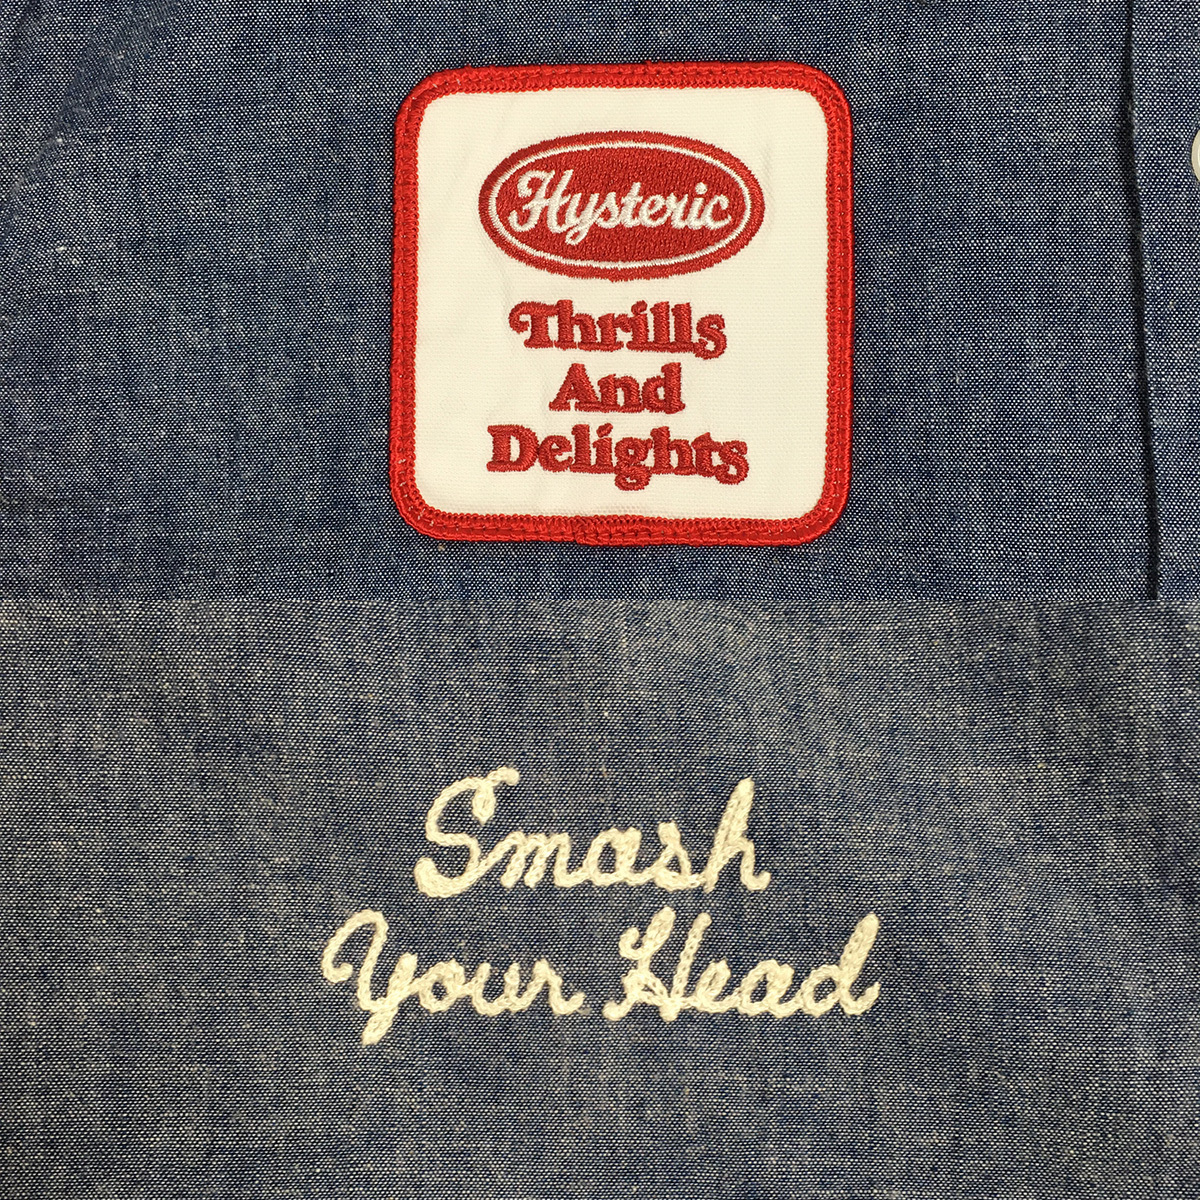 Hysteric
Thrills
And
Delights
Smash
Your Head